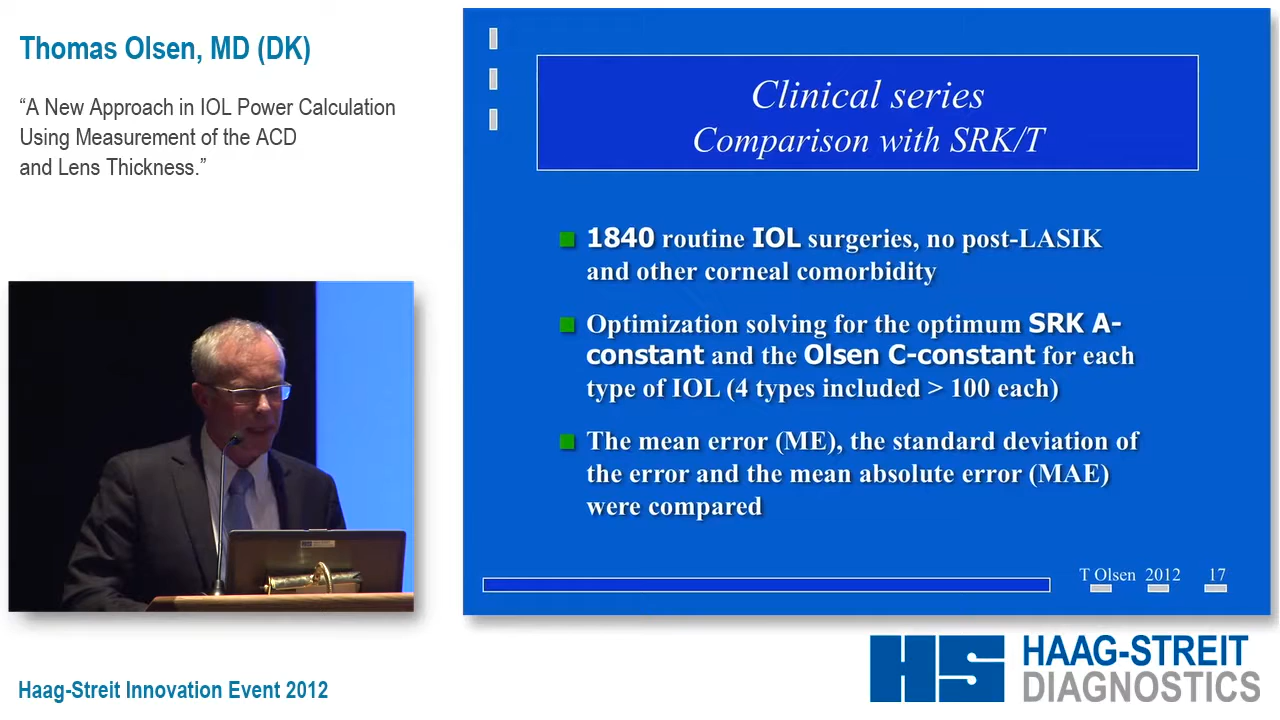 Thomas Olsen, MD (DK)
“A New Approach in IOL Power Calculation
Using Measurement of the ACD
and Lens Thickness.”
Clinical series
Comparison with SRK/T
1840 routine IOL surgeries, no post-LASIK
and other corneal comorbidity
Optimization solving for the optimum SRK A-
constant and the Olsen C-constant for each
type of IOL (4 types included > 100 each)
The mean error (ME), the standard deviation of
the error and the mean absolute error (MAE)
were compared
T Olsen 2012 17
Haag-Streit Innovation Event 2012
HS HAAG-STREIT
DIAGNOSTICS